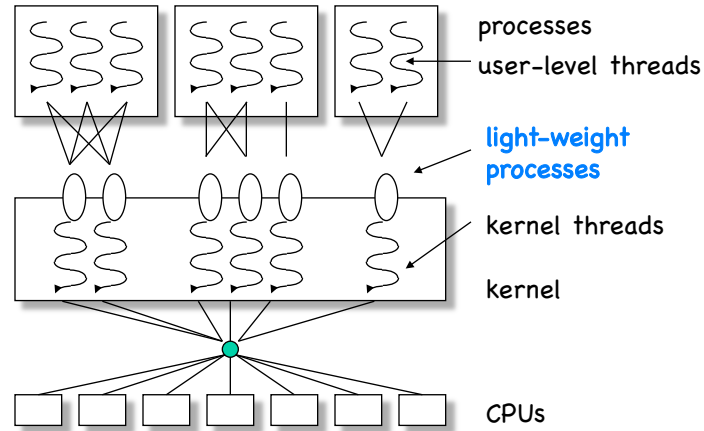 processes
user-level threads
light-weight
processes
kernel threads
kernel
CPUs